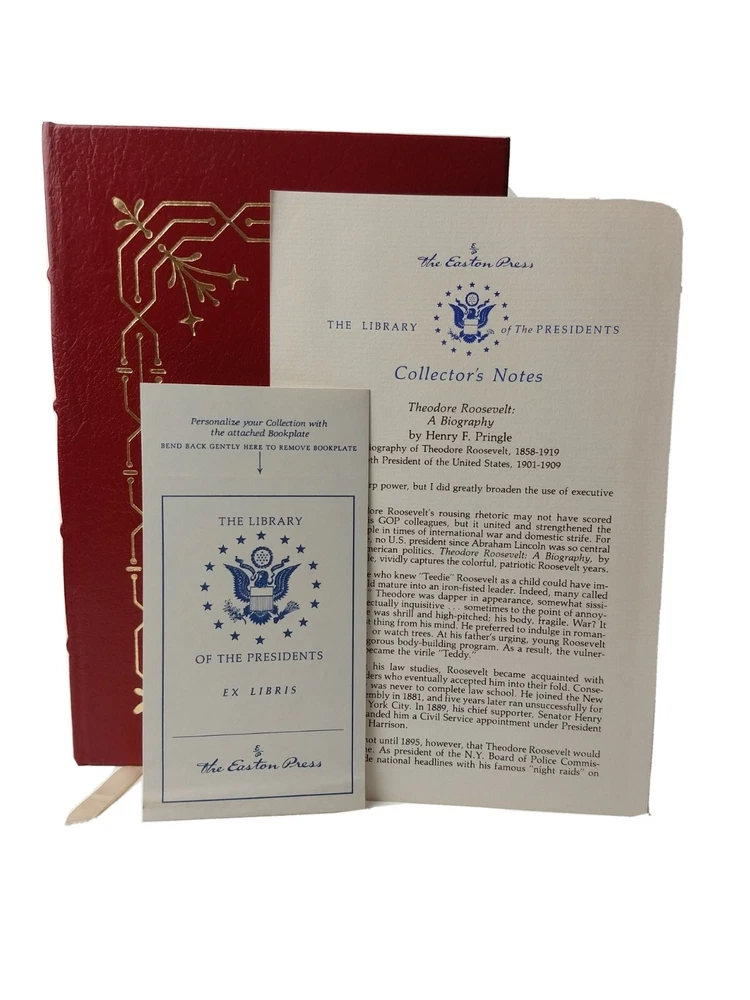 The Easton Press
THE LIBRARY of The PRESIDENTS
Collector's Notes
Theodore Roosevelt:
A Biography
by Henry F. Pringle
biography of Theodore Roosevelt, 1858-1919
President of the United States, 1901-1909
power, but I did greatly broaden the use of executive
Roosevelt's rousing rhetoric may not have scored
GOP colleagues, but it united and strengthened the
in times of international war and domestic strife. For
, no U.S. president since Abraham Lincoln was so central
politics. Theodore Roosevelt: A Biography, by
, vividly captures the colorful, patriotic Roosevelt years.
who knew "Teedie" Roosevelt as a child could have im-
mature into an iron-fisted leader. Indeed, many called
" Theodore was dapper in appearance, somewhat sissi-
inquisitive . . . sometimes to the point of annoy-
was shrill and high-pitched; his body, fragile. War? It
thing from his mind. He preferred to indulge in roman-
or watch trees. At his father's urging, young Roosevelt
body-building program. As a result, the vulner-
became the virile "Teddy."
his law studies, Roosevelt became acquainted with
who eventually accepted him into their fold. Conse-
was never to complete law school. He joined the New
in 1881, and five years later ran unsuccessfully for
York City. In 1889, his chief supporter, Senator Henry
him a Civil Service appointment under President
Harrison.
not until 1895, however, that Theodore Roosevelt would
. As president of the N.Y. Board of Police Commis-
national headlines with his famous "night raids" on
Personalize your Collection with
the attached Bookplate
BEND BACK GENTLY HERE TO REMOVE BOOKPLATE
THE LIBRARY
OF THE PRESIDENTS
EX LIBRIS
The Easton Press